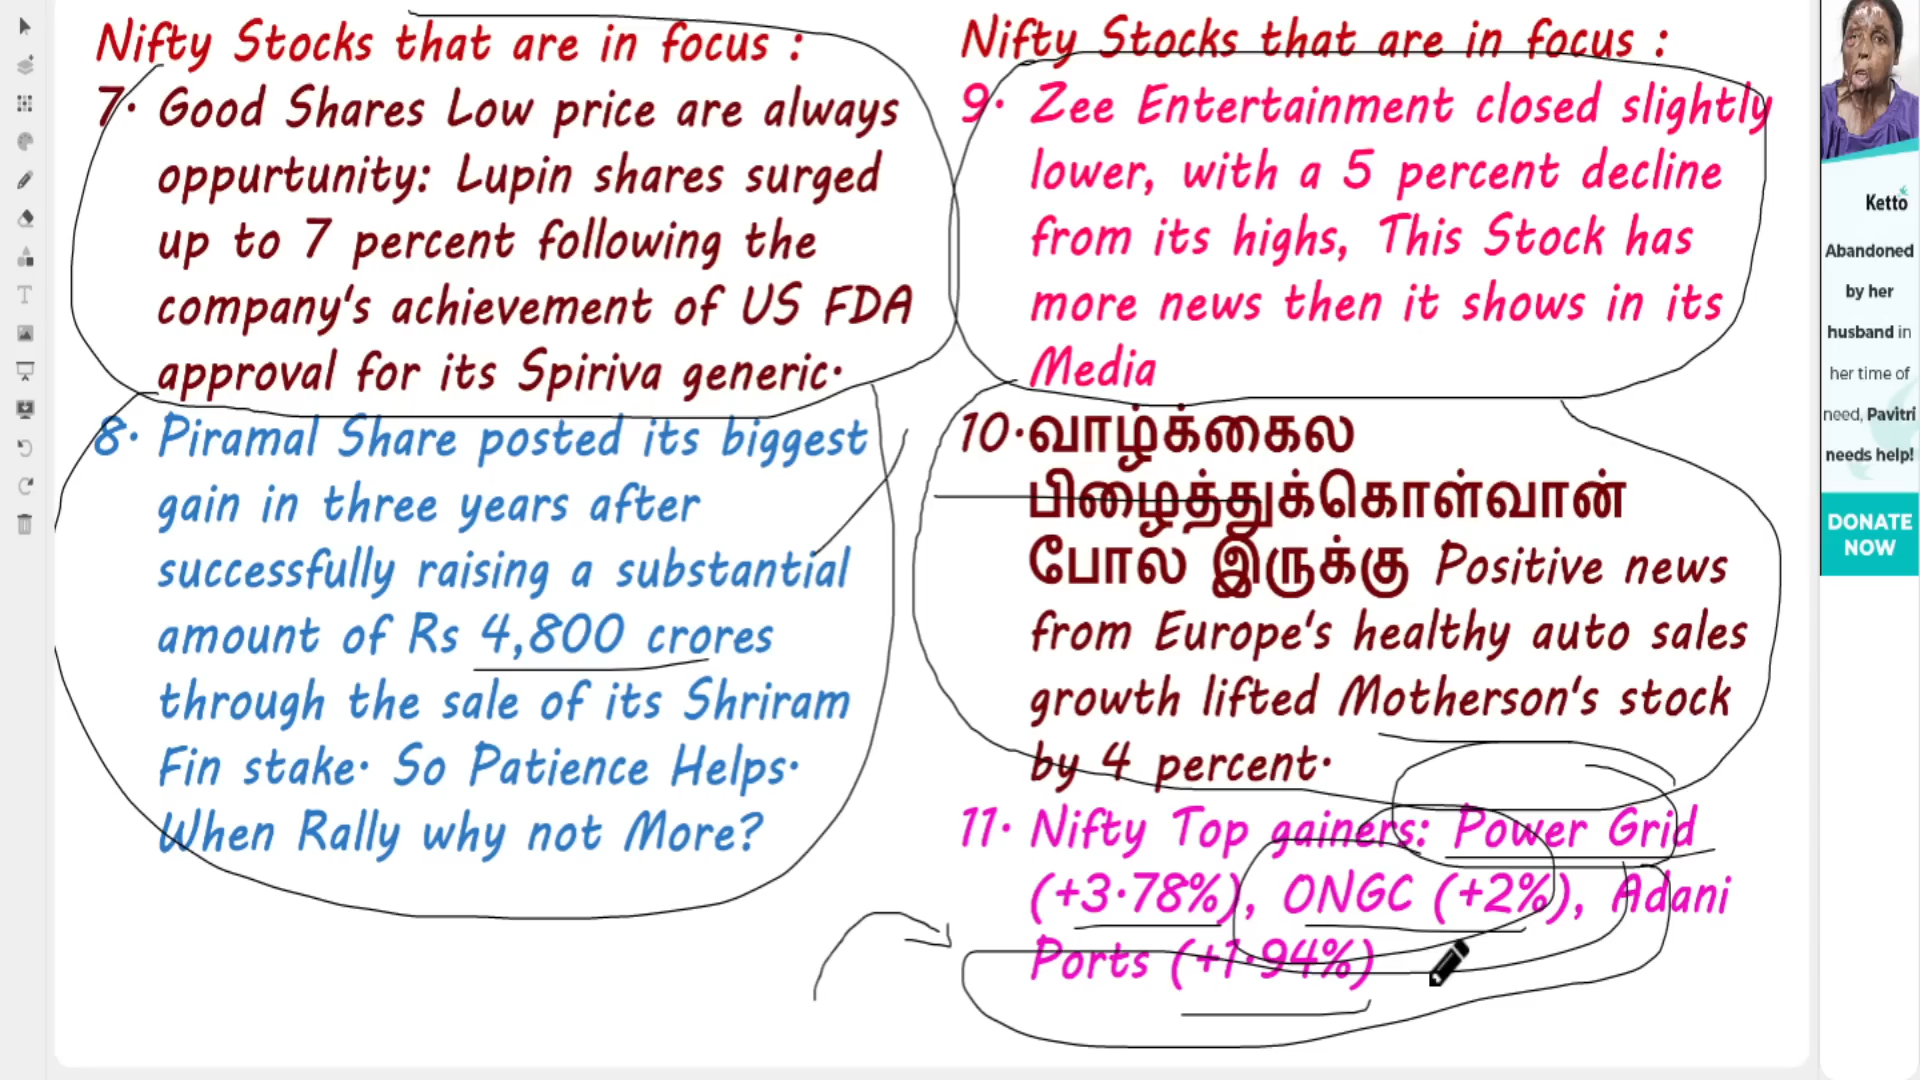 Nifty Stocks that are in focus :
7. Good Shares Low price are always
oppurtunity: Lupin shares surged
up to 7 percent following the
company's achievement of US FDA
approval for its Spiriva generic.
8. Piramal Share posted its biggest
gain in three years after
successfully raising a substantial
amount of Rs 4,800 crores
through the sale of its Shriram
Fin stake. So Patience Helps.
When Rally why not More?
Nifty Stocks that are in focus :
9. Zee Entertainment closed slightly
lower, with a 5 percent decline
from its highs, This Stock has
more news then it shows in its
Media
10.வாழ்க்கைல
பிழைத்துக்கொள்வான்
போல இருக்கு Positive news
from Europe's healthy auto sales
growth lifted Motherson's stock
by 4 percent.
11. Nifty Top gainers: Power Grid
(+3.78%), ONGC (+2%), Adani
Ports (+1.94%)
Ketto
Abandoned
by her
husband in
her time of
need, Pavitri
needs help!
DONATE
NOW